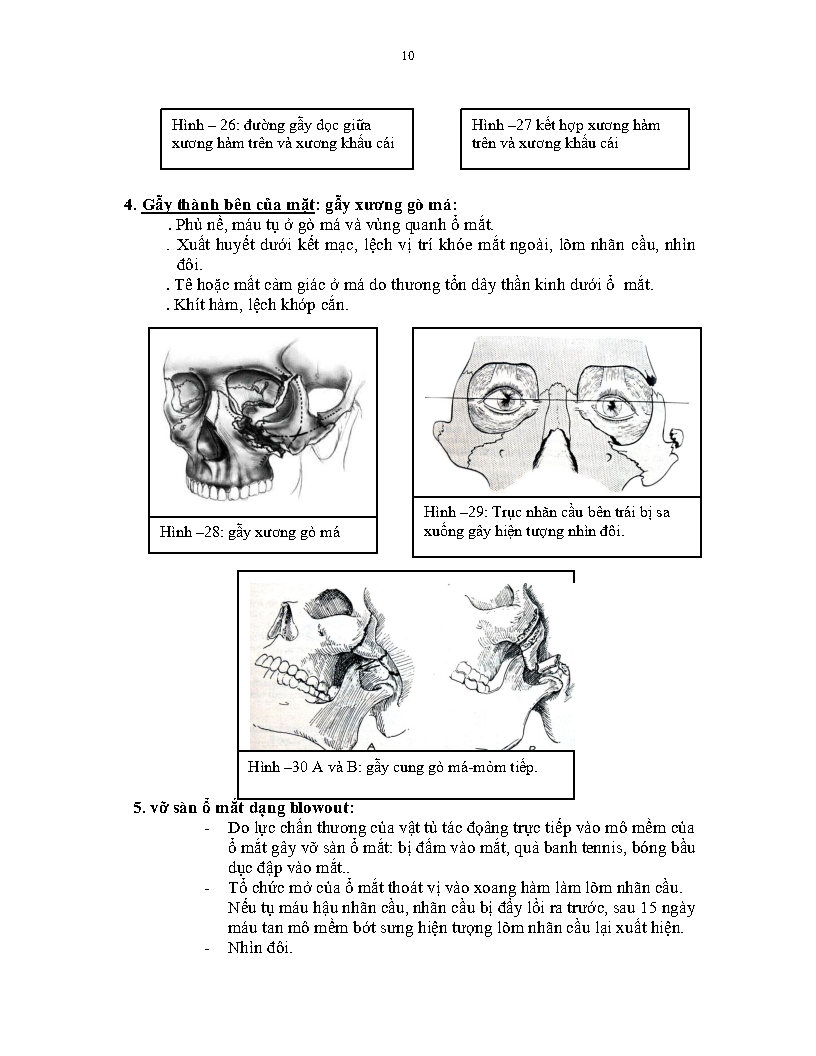 10
Hình – 26: đường gẫy dọc giữa
xương hàm trên và xương khẩu cái
Hình –27 kết hợp xương hàm
trên và xương khẩu cái
4. Gẫy thành bên của mặt: gẫy xương gò má:
. Phù nề, máu tụ ở gò má và vùng quanh ổ mắt.
. Xuất huyết dưới kết mạc, lệch vị trí khóe mắt ngoài, lõm nhãn cầu, nhìn
đôi.
. Tê hoặc mất cảm giác ở má do thương tổn dây thần kinh dưới ổ mắt.
. Khít hàm, lệch khớp cắn.
Hình –28: gẫy xương gò má
Hình –29: Trục nhãn cầu bên trái bị sa
xuống gây hiện tượng nhìn đôi.
A
B
Hình –30 A và B: gẫy cung gò má-mỏm tiếp.
5. vỡ sàn ổ mắt dạng blowout:
- Do lực chấn thương của vật tù tác đọâng trực tiếp vào mô mềm của
ổ mắt gây vỡ sàn ổ mắt: bị đấm vào mắt, quả banh tennis, bóng bầu
dục đập vào mắt..
- Tổ chức mở của ổ mắt thoát vị vào xoang hàm làm lõm nhãn cầu.
Nếu tụ máu hậu nhãn cầu, nhãn cầu bị đẩy lồi ra trước, sau 15 ngày
máu tan mô mềm bớt sưng hiện tượng lõm nhãn cầu lại xuất hiện.
- Nhìn đôi.